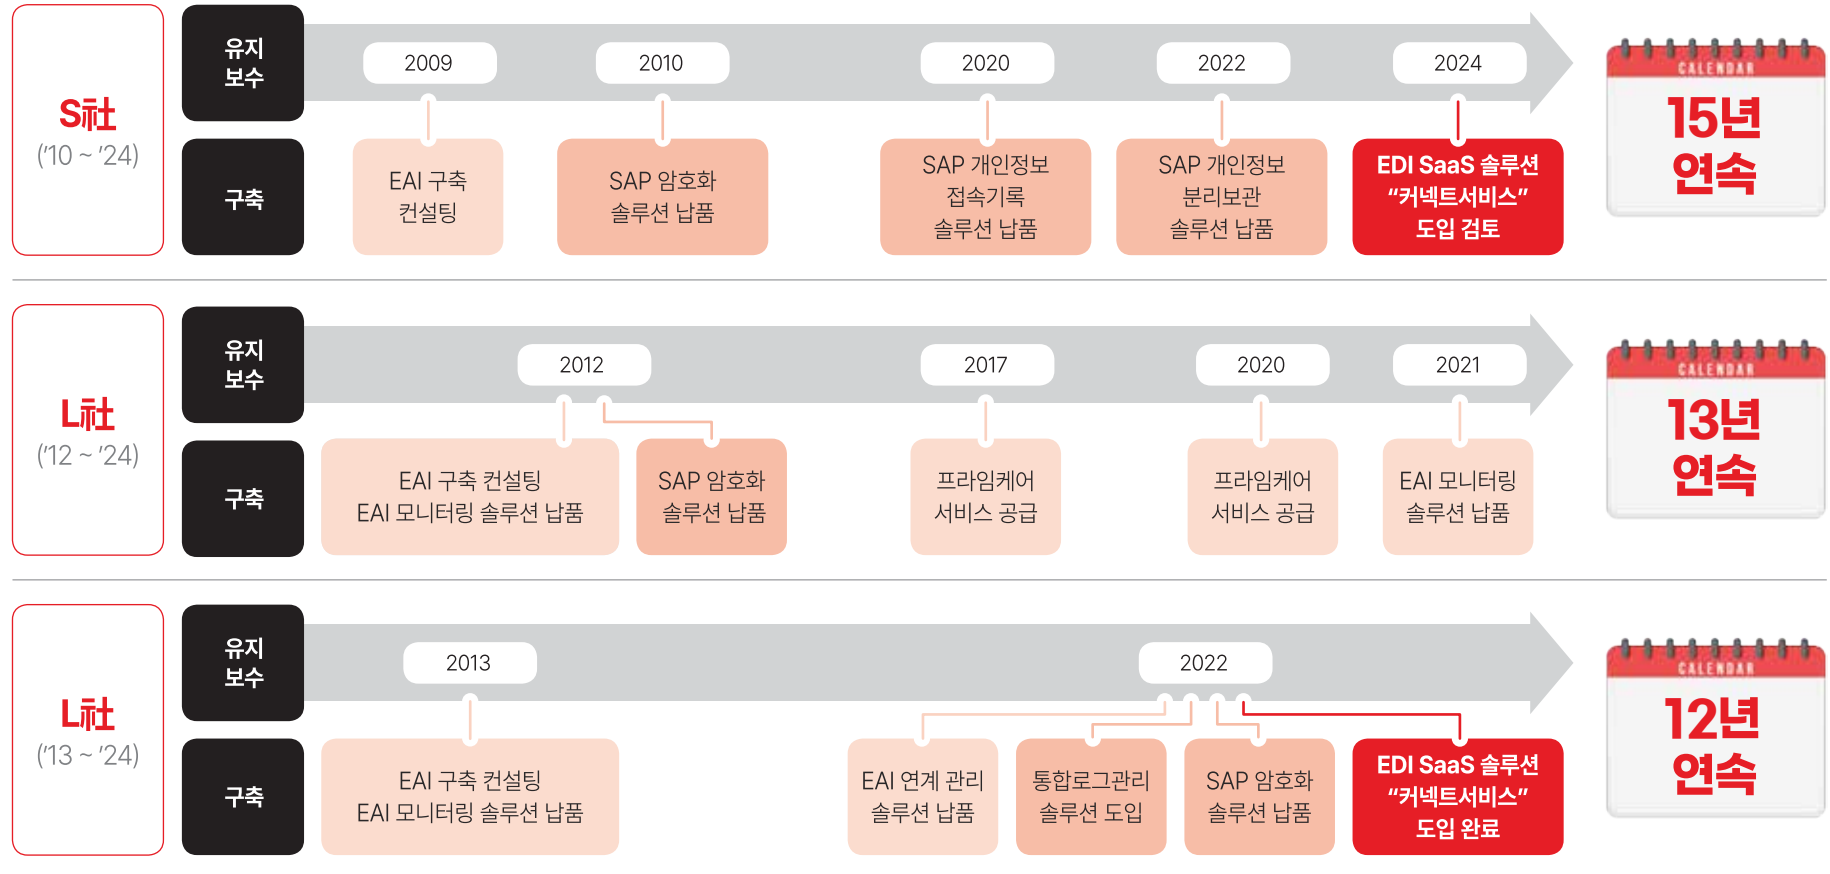 S社
('10 ~ '24)
유지
보수
구축
2009
2010
2020
2022
2024
EAI 구축
컨설팅
SAP 암호화
솔루션 납품
SAP 개인정보
접속기록
솔루션 납품
SAP 개인정보
분리보관
솔루션 납품
EDI SaaS 솔루션
“커넥트서비스”
도입 검토
CALENDAR
15년
연속
L社
('12 ~ '24)
유지
보수
구축
2012
2017
2020
2021
EAI 구축 컨설팅
EAI 모니터링 솔루션 납품
SAP 암호화
솔루션 납품
프라임케어
서비스 공급
프라임케어
서비스 공급
EAI 모니터링
솔루션 납품
CALENDAR
13년
연속
L社
('13 ~ '24)
유지
보수
구축
2013
2022
EAI 구축 컨설팅
EAI 모니터링 솔루션 납품
EAI 연계 관리
솔루션 납품
통합로그관리
솔루션 도입
SAP 암호화
솔루션 납품
EDI SaaS 솔루션
“커넥트서비스”
도입 완료
CALENDAR
12년
연속